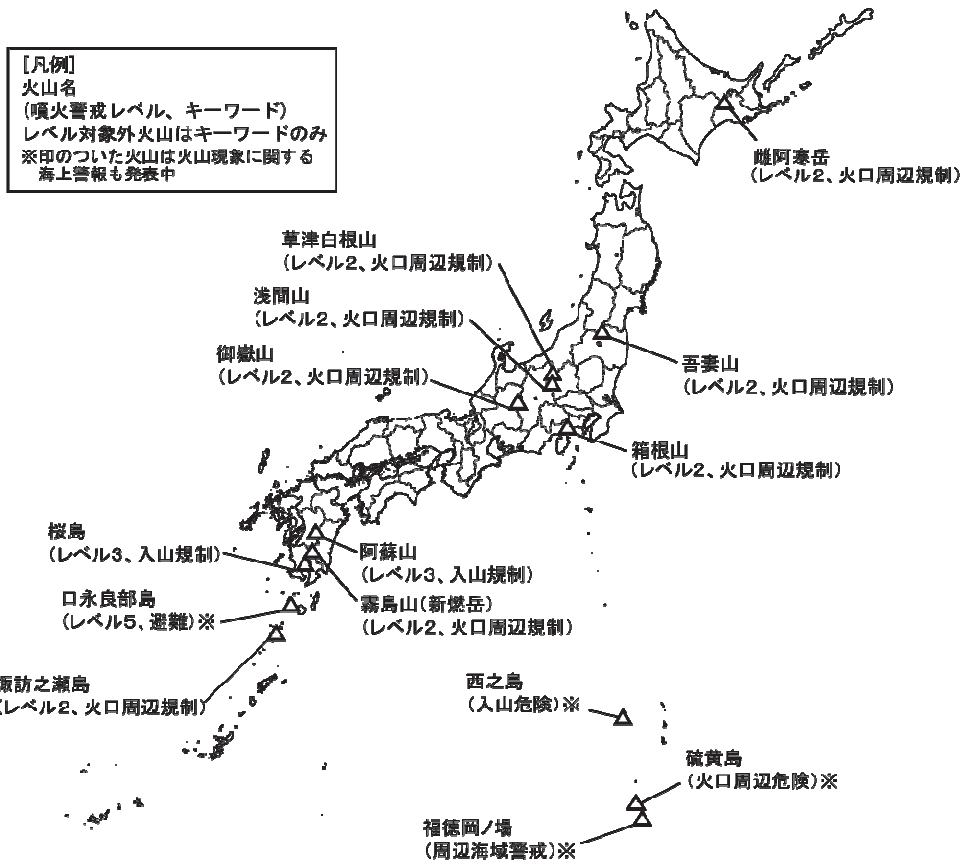 ［凡例］
火山名
(噴火警戒レベル、キーワード)
レベル対象外火山はキーワードのみ
※印のついた火山は火山現象に関する
海上警報も発表中
雌阿寒岳
(レベル2、火口周辺規制)
草津白根山
(レベル2、火口周辺規制)
浅間山
(レベル2、火口周辺規制)
御嶽山
(レベル2、火口周辺規制)
吾妻山
(レベル2、火口周辺規制)
箱根山
(レベル2、火口周辺規制)
桜島
(レベル3、入山規制)
阿蘇山
(レベル3、入山規制)
口永良部島
(レベル5、避難)※
霧島山(新燃岳)
(レベル2、火口周辺規制)
諏訪之瀬島
(レベル2、火口周辺規制)
西之島
(入山危険)※
硫黄島
(火口周辺危険)※
福徳岡ノ場
(周辺海域警戒)※